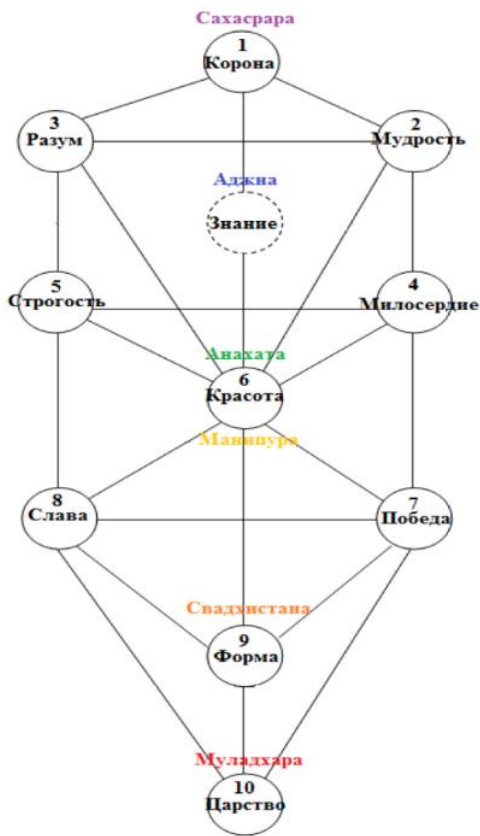 Сахасрара
1
Корона
3
Разум
2
Мудрость
Аджна
Знание
5
Строгость
4
Милосердие
Анахата
6
Красота
Манипура
8
Слава
7
Победа
Свадхистана
9
Форма
Муладхара
10
Царство